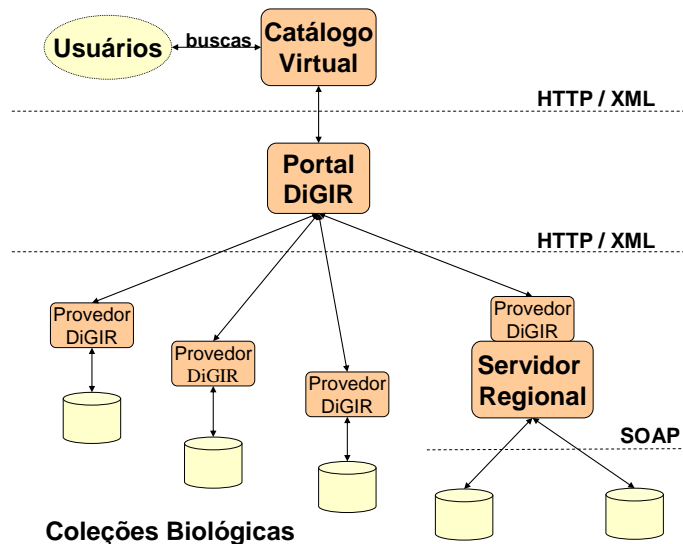 Usuários
buscas
Catálogo
Virtual
HTTP / XML
Portal
DiGIR
HTTP / XML
Provedor
DiGIR
Provedor
DiGIR
Provedor
DiGIR
Provedor
DiGIR
Servidor
Regional
SOAP
Coleções Biológicas